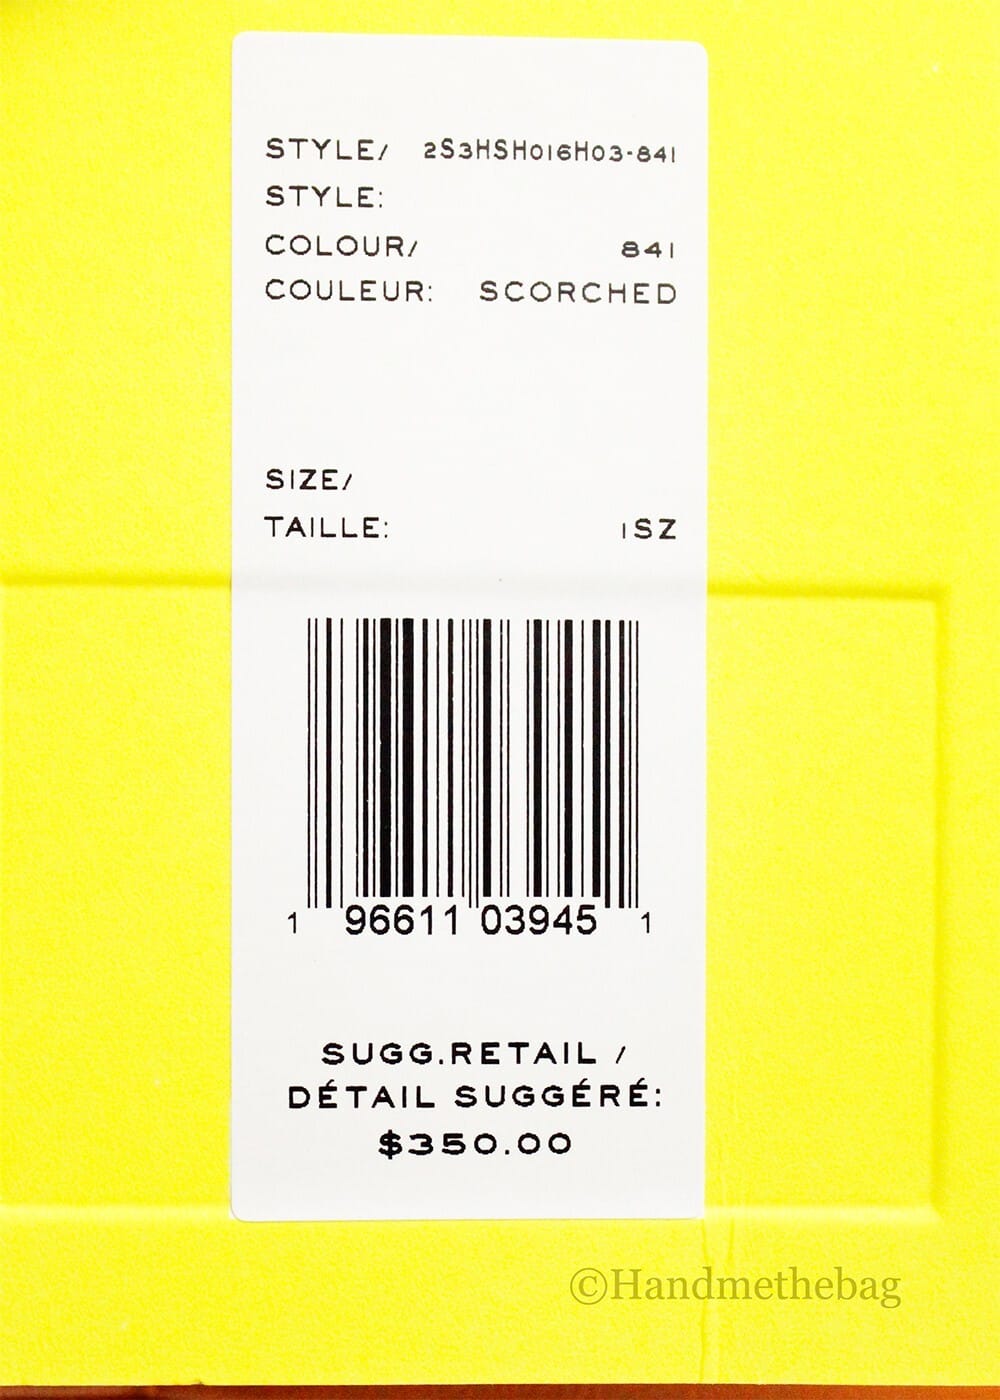 STYLE/ 2S3HSH016H03-841
STYLE:
COLOUR/ 841
COULEUR: SCORCHED
SIZE/
TAILLE: 1SZ
1 96611 03945 1
SUGG.RETAIL /
DÉTAIL SUGGÉRÉ:
$350.00
©Handmethebag